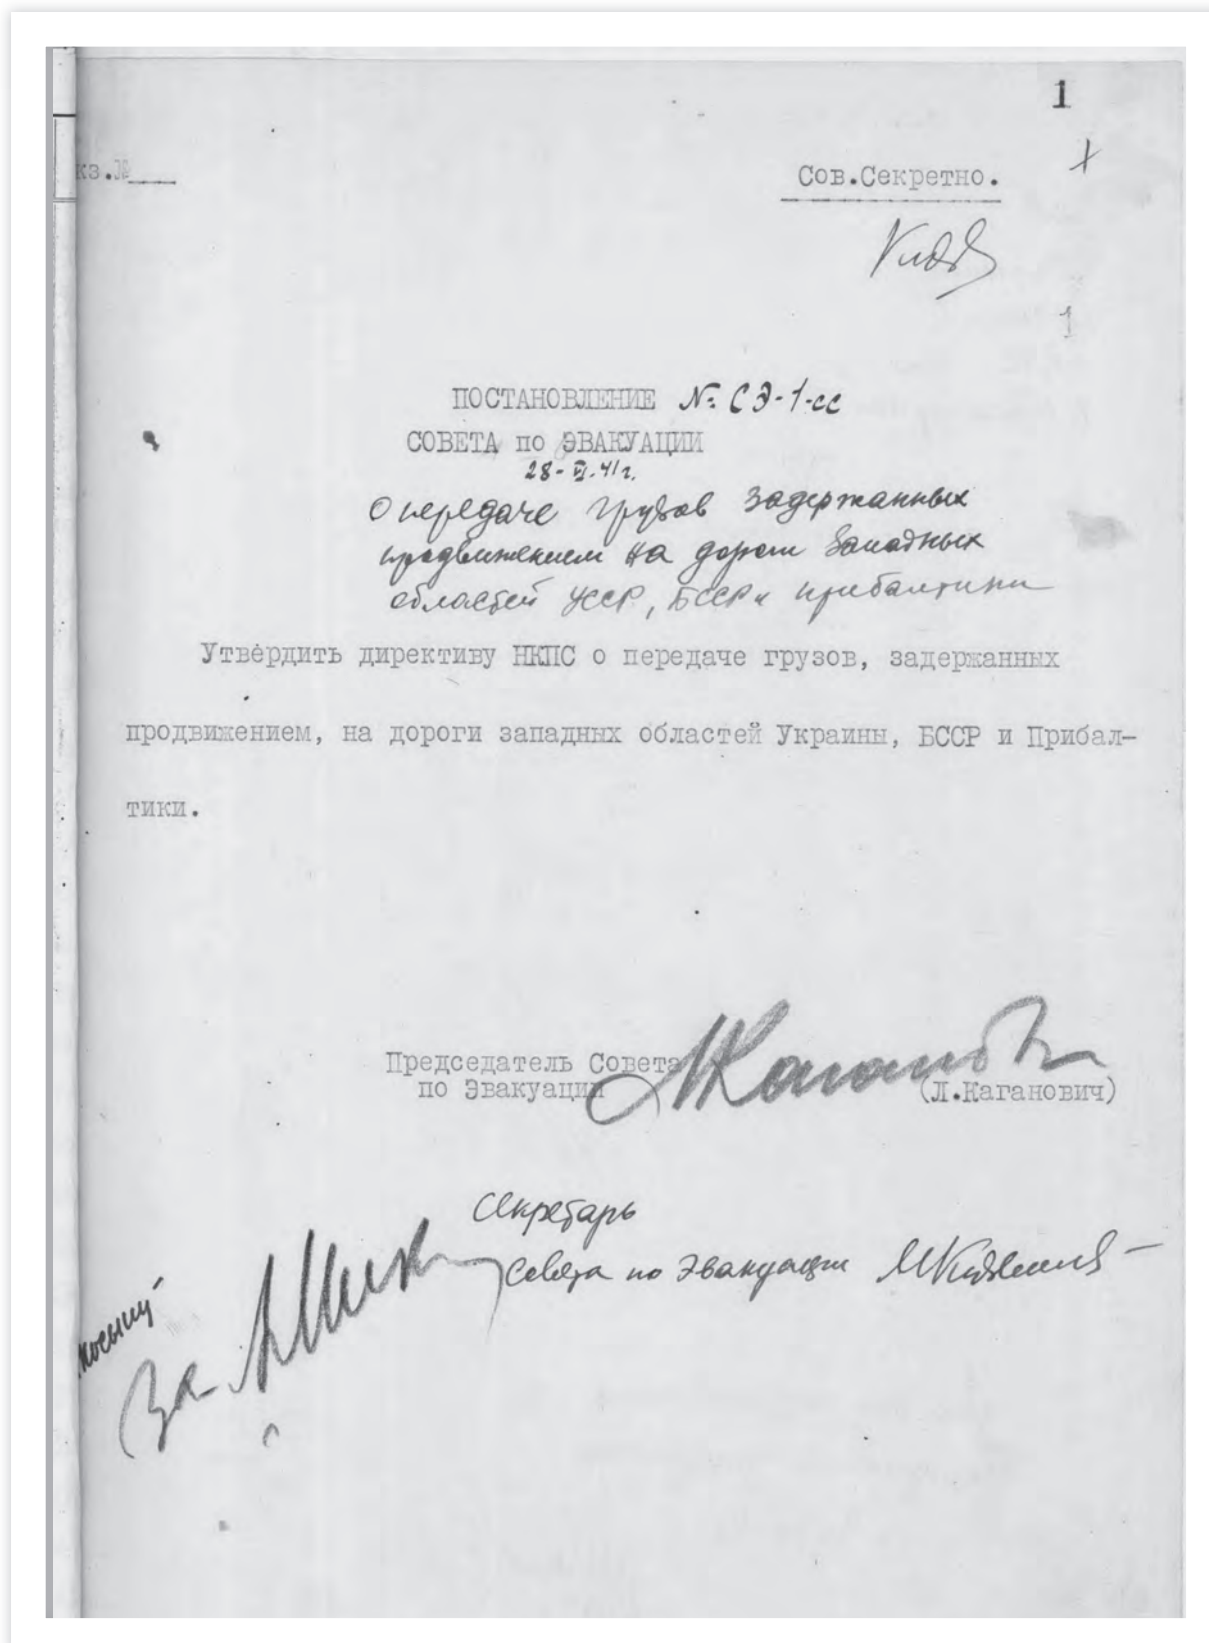 1
кз.№
Сов.Секретно.
1
ПОСТАНОВЛЕНИЕ № СЭ-1-сс
СОВЕТА по ЭВАКУАЦИИ
28-VI-41г.
О передаче грузов задержанных
продвижением на дороги Западных
областей УССР, БССР и прибалтики
Утвердить директиву НКПС о передаче грузов, задержанных
продвижением, на дороги западных областей Украины, БССР и Прибал-
тики.
Председатель Совета
по Эвакуации
(Л.Каганович)
Секретарь
Совета по Эвакуации
За